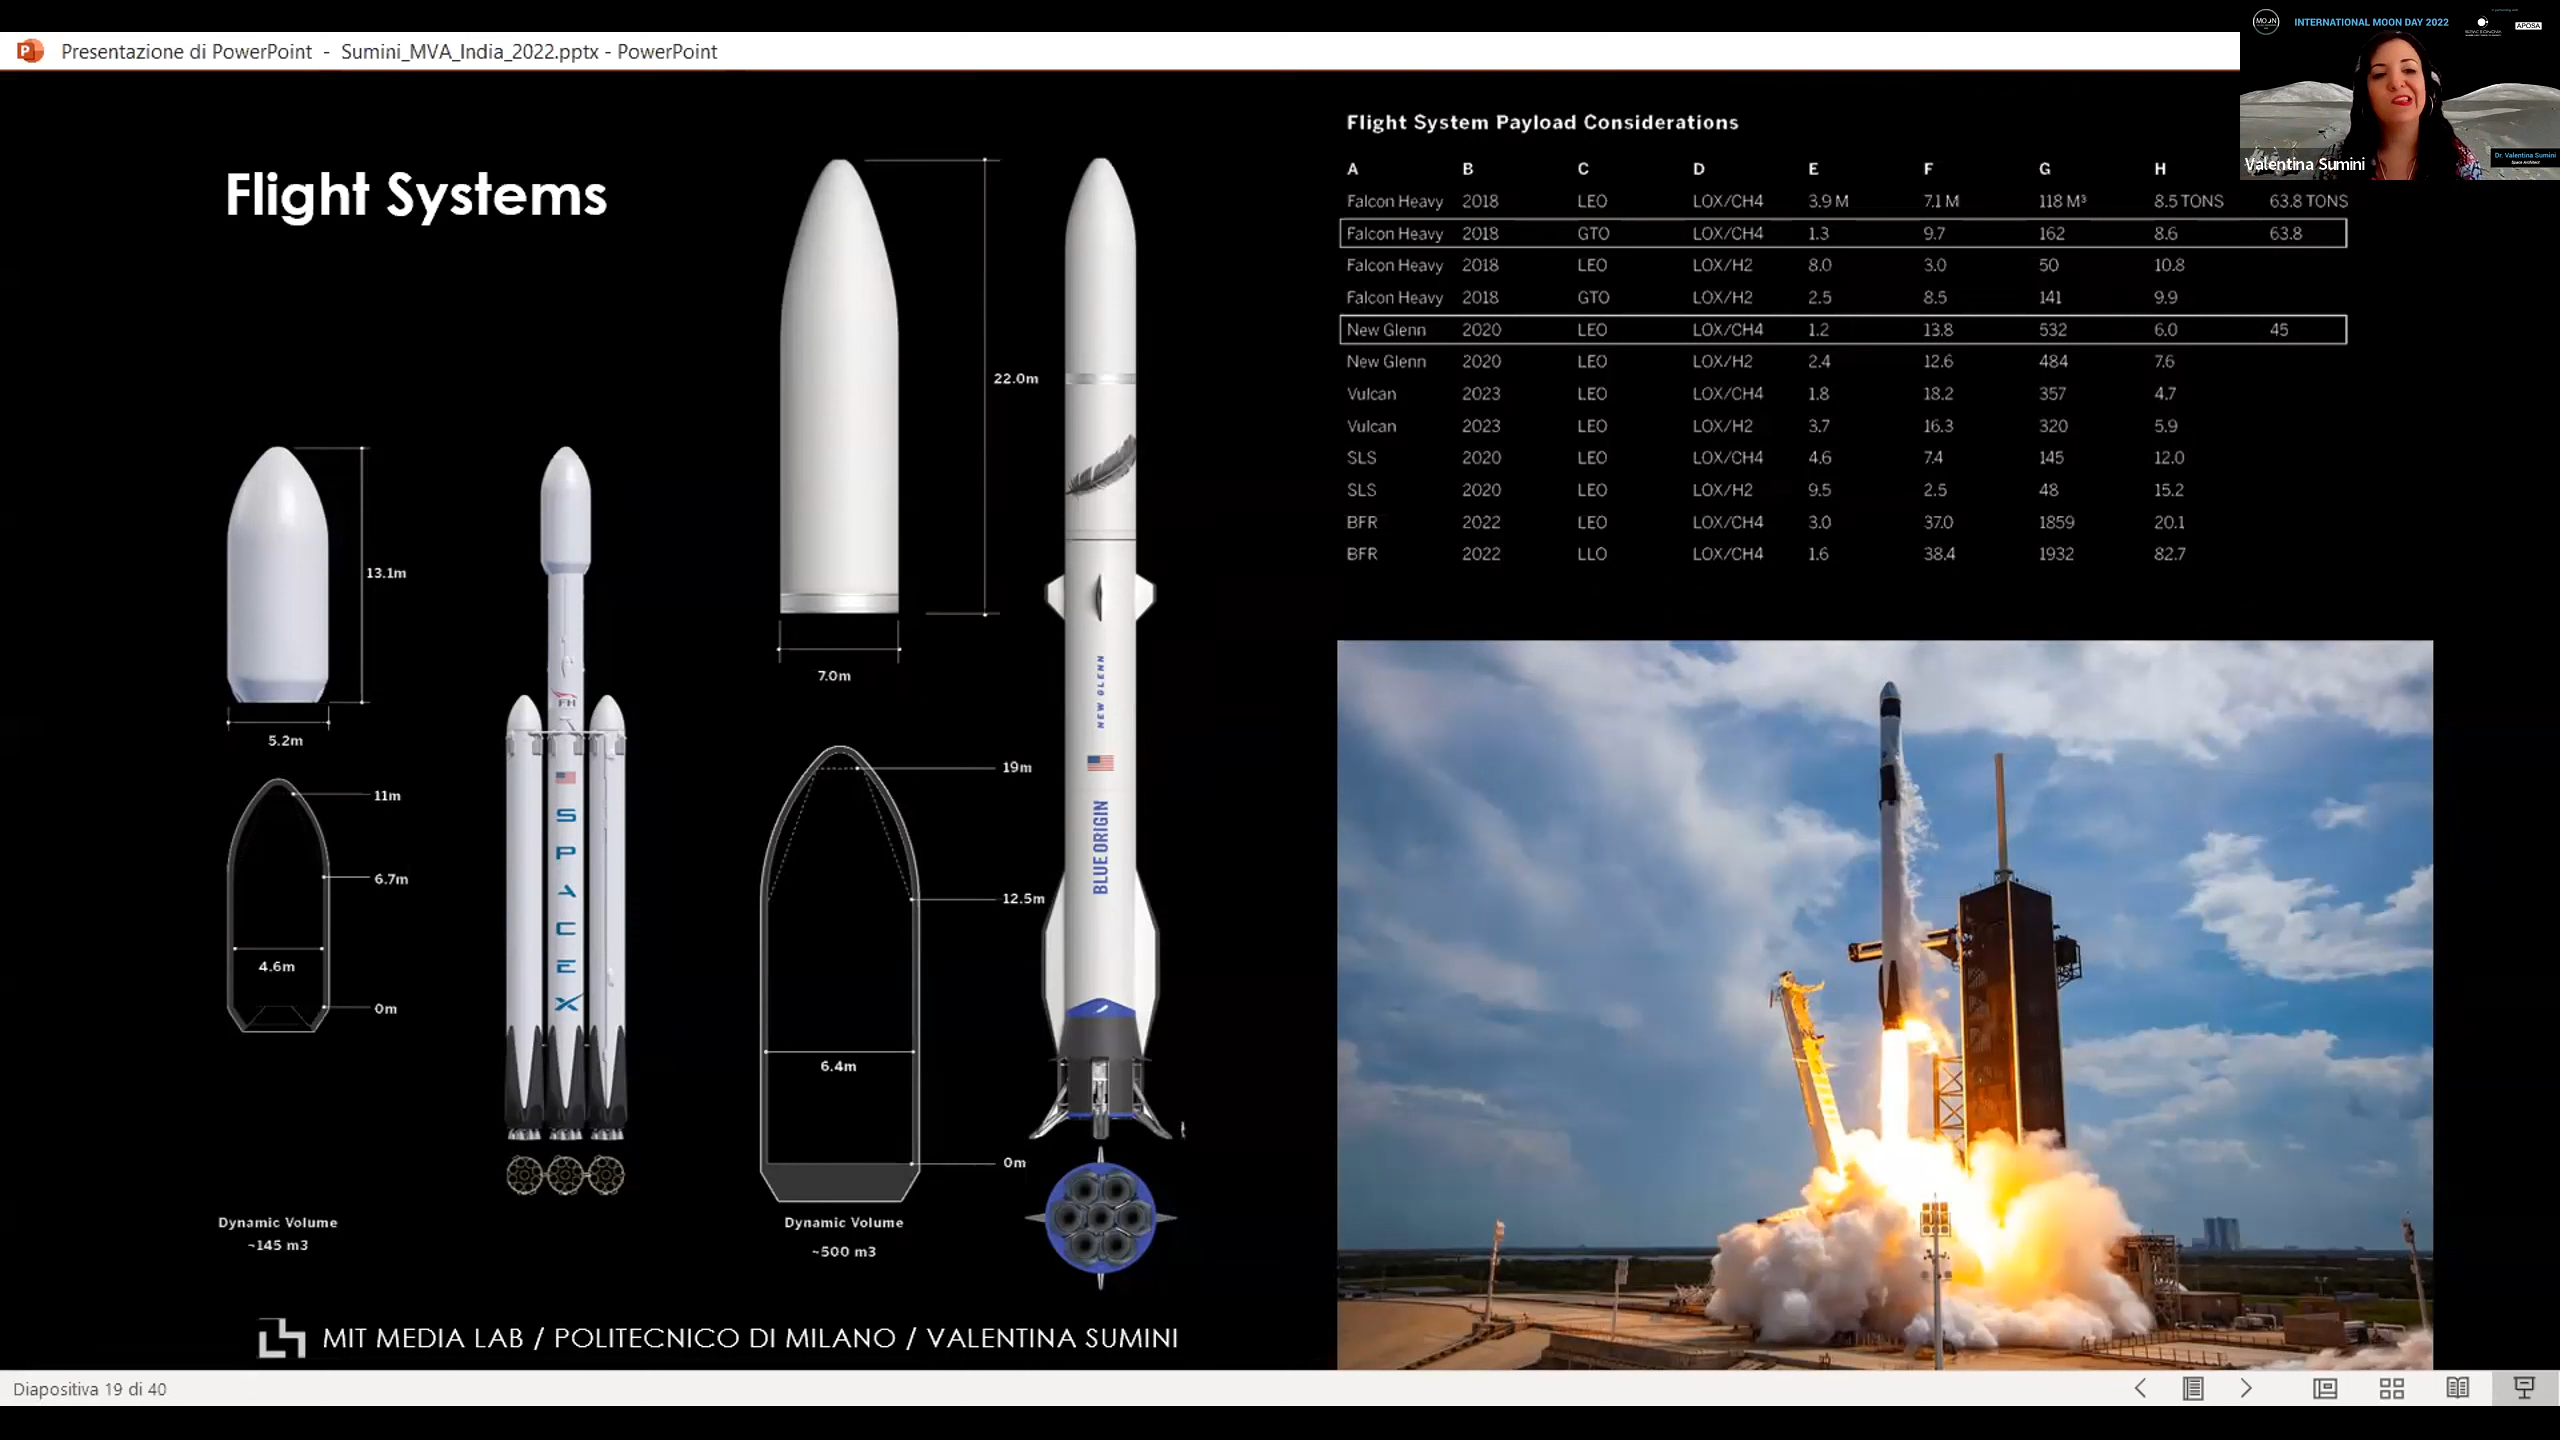 INTERNATIONAL MOON DAY 2022
APOSA
Presentazione di PowerPoint - Sumini_MVA_India_2022.pptx - PowerPoint
Valentina Sumini
Dr. Valentina Sumini
Space Architect
Flight Systems
Flight System Payload Considerations
A B C D E F G H
Falcon Heavy 2018 LEO LOX/CH4 3.9 M 7.1 M 118 M³ 8.5 TONS 63.8 TONS
Falcon Heavy 2018 GTO LOX/CH4 1.3 9.7 162 8.6 63.8
Falcon Heavy 2018 LEO LOX/H2 8.0 3.0 50 10.8
Falcon Heavy 2018 GTO LOX/H2 2.5 8.5 141 9.9
New Glenn 2020 LEO LOX/CH4 1.2 13.8 532 6.0 45
New Glenn 2020 LEO LOX/H2 2.4 12.6 484 7.6
Vulcan 2023 LEO LOX/CH4 1.8 18.2 357 4.7
Vulcan 2023 LEO LOX/H2 3.7 16.3 320 5.9
SLS 2020 LEO LOX/CH4 4.6 7.4 145 12.0
SLS 2020 LEO LOX/H2 9.5 2.5 48 15.2
BFR 2022 LEO LOX/CH4 3.0 37.0 1859 20.1
BFR 2022 LLO LOX/CH4 1.6 38.4 1932 82.7
13.1m
5.2m
11m
6.7m
4.6m
0m
Dynamic Volume
~145 m3
FH
SPACEX
22.0m
7.0m
19m
12.5m
6.4m
0m
Dynamic Volume
~500 m3
NEW GLENN
BLUE ORIGIN
MIT MEDIA LAB / POLITECNICO DI MILANO / VALENTINA SUMINI
Diapositiva 19 di 40